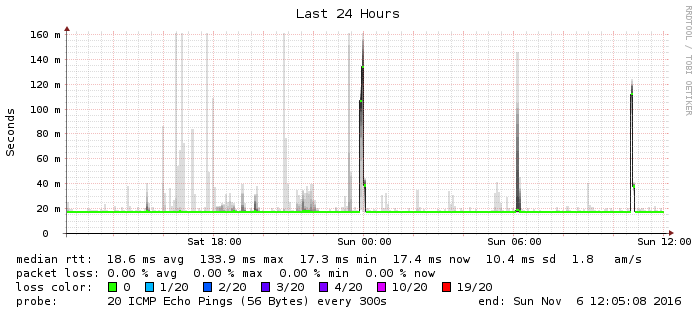 Last 24 Hours
RRDTOOL / TOBI OETIKER
Seconds
160 m
140 m
120 m
100 m
80 m
60 m
40 m
20 m
0
Sat 18:00 Sun 00:00 Sun 06:00 Sun 12:00
median rtt: 18.6 ms avg 133.9 ms max 17.3 ms min 17.4 ms now 10.4 ms sd 1.8 am/s
packet loss: 0.00 % avg 0.00 % max 0.00 % min 0.00 % now
loss color: 0 1/20 2/20 3/20 4/20 10/20 19/20
probe: 20 ICMP Echo Pings (56 Bytes) every 300s end: Sun Nov 6 12:05:08 2016